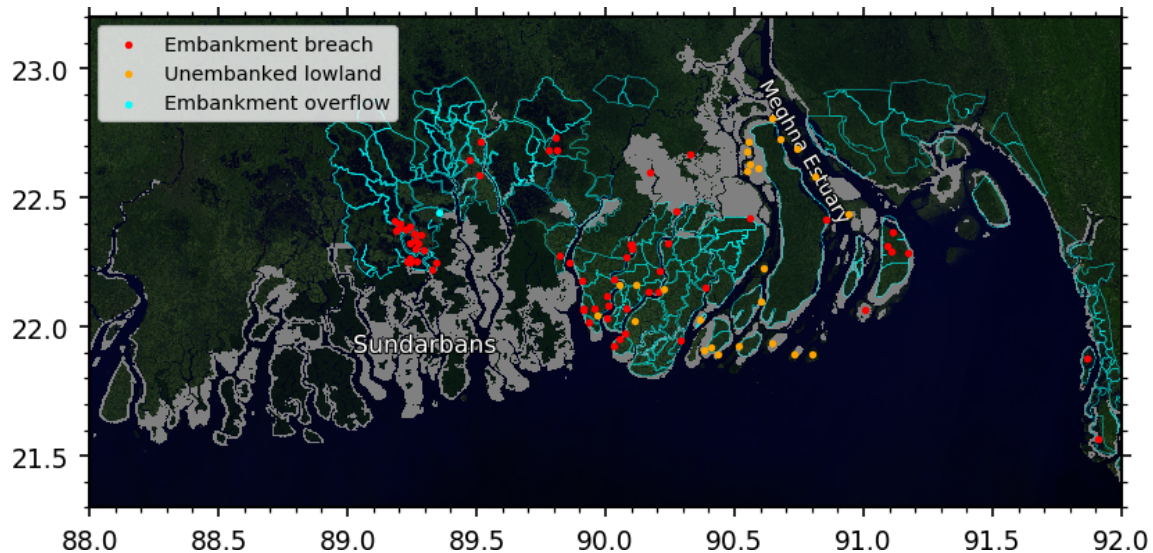 Embankment breach
Unembanked lowland
Embankment overflow
Meghna Estuary
Sundarbans
23.0
22.5
22.0
21.5
88.0 88.5 89.0 89.5 90.0 90.5 91.0 91.5 92.0